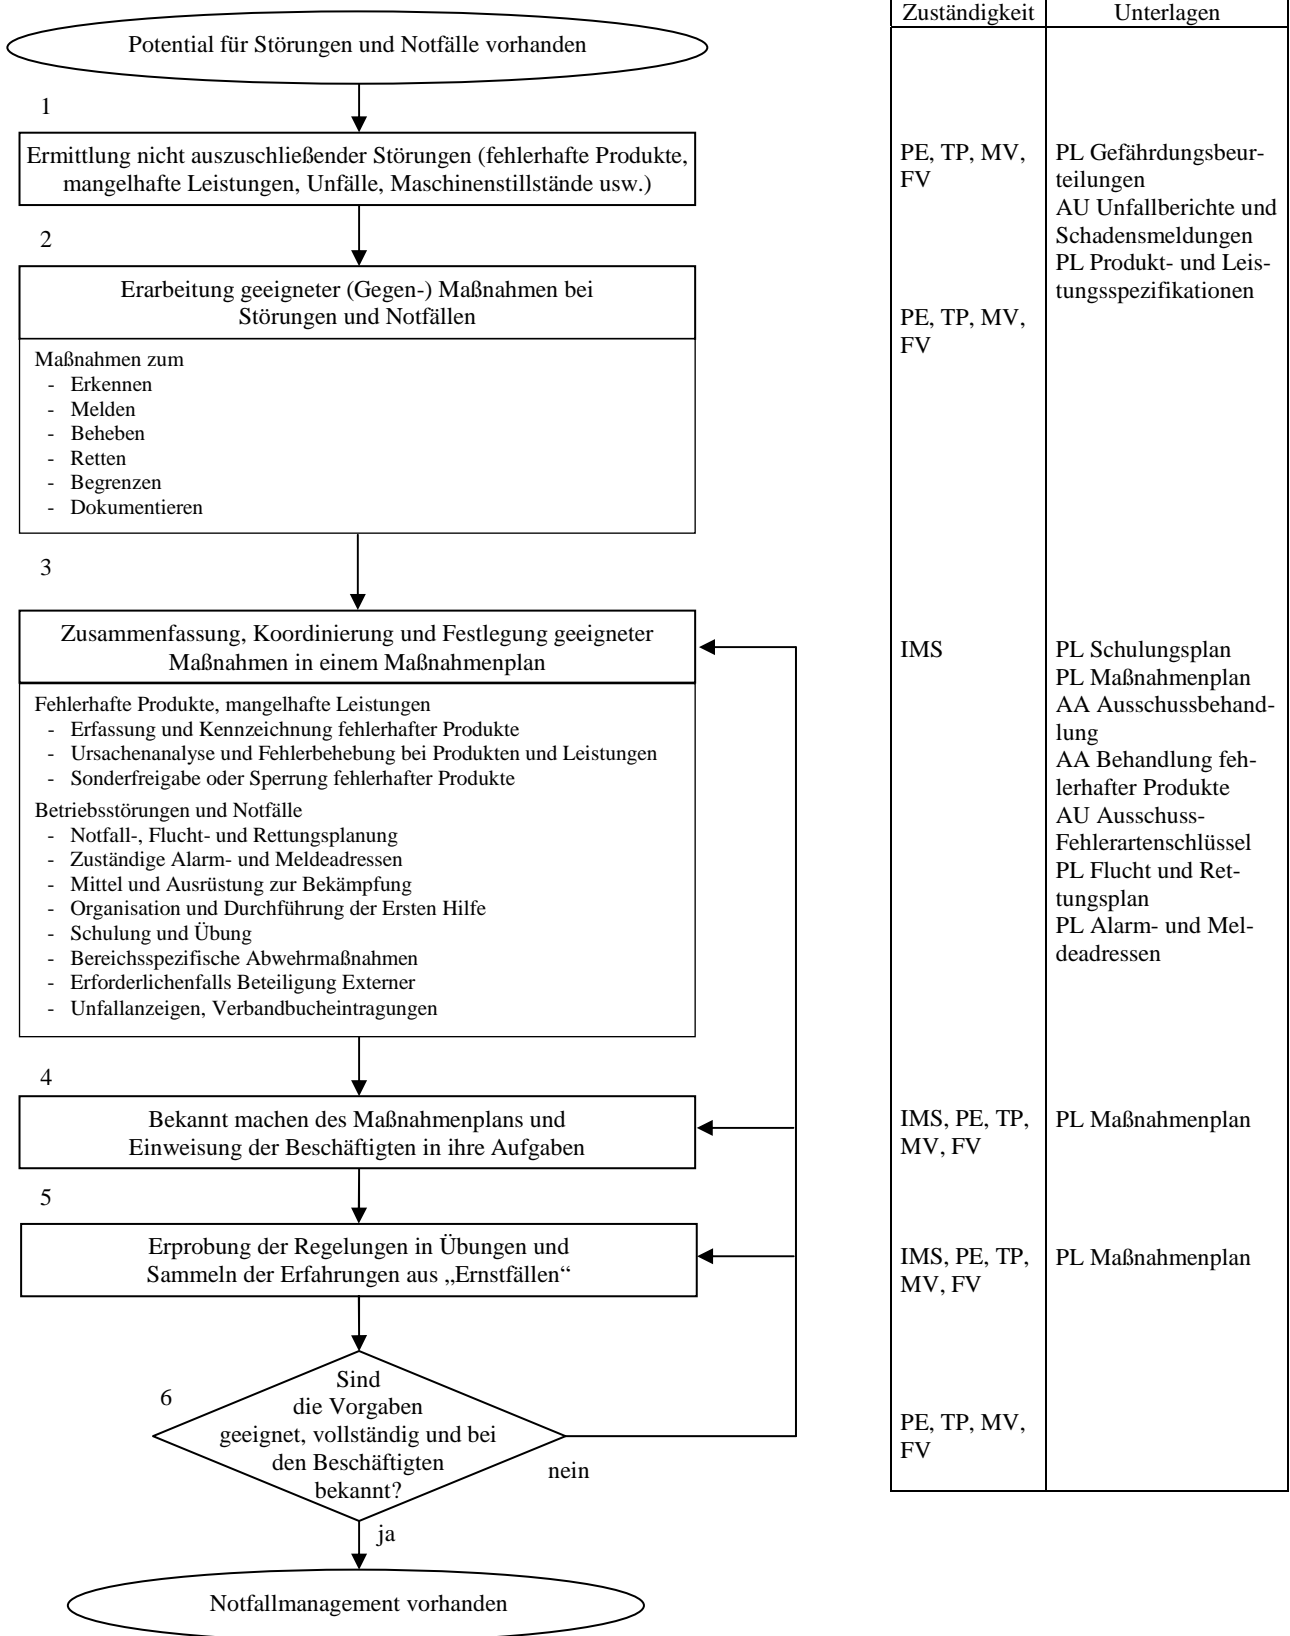 Potential für Störungen und Notfälle vorhanden
1
Ermittlung nicht auszuschließender Störungen (fehlerhafte Produkte,
mangelhafte Leistungen, Unfälle, Maschinenstillstände usw.)
2
Erarbeitung geeigneter (Gegen-) Maßnahmen bei
Störungen und Notfällen
Maßnahmen zum
- Erkennen
- Melden
- Beheben
- Retten
- Begrenzen
- Dokumentieren
3
Zusammenfassung, Koordinierung und Festlegung geeigneter
Maßnahmen in einem Maßnahmenplan
Fehlerhafte Produkte, mangelhafte Leistungen
- Erfassung und Kennzeichnung fehlerhafter Produkte
- Ursachenanalyse und Fehlerbehebung bei Produkten und Leistungen
- Sonderfreigabe oder Sperrung fehlerhafter Produkte
Betriebsstörungen und Notfälle
- Notfall-, Flucht- und Rettungsplanung
- Zuständige Alarm- und Meldeadressen
- Mittel und Ausrüstung zur Bekämpfung
- Organisation und Durchführung der Ersten Hilfe
- Schulung und Übung
- Bereichsspezifische Abwehrmaßnahmen
- Erforderlichenfalls Beteiligung Externer
- Unfallanzeigen, Verbandbucheintragungen
4
Bekannt machen des Maßnahmenplans und
Einweisung der Beschäftigten in ihre Aufgaben
5
Erprobung der Regelungen in Übungen und
Sammeln der Erfahrungen aus „Ernstfällen“
6
Sind
die Vorgaben
geeignet, vollständig und bei
den Beschäftigten
bekannt?
nein
ja
Notfallmanagement vorhanden
Zuständigkeit
Unterlagen
PE, TP, MV,
FV
PL Gefährdungsbeur-
teilungen
AU Unfallberichte und
Schadensmeldungen
PL Produkt- und Leis-
tungsspezifikationen
PE, TP, MV,
FV
IMS
PL Schulungsplan
PL Maßnahmenplan
AA Ausschussbehand-
lung
AA Behandlung feh-
lerhafter Produkte
AU Ausschuss-
Fehlerartenschlüssel
PL Flucht und Ret-
tungsplan
PL Alarm- und Mel-
deadressen
IMS, PE, TP,
MV, FV
PL Maßnahmenplan
IMS, PE, TP,
MV, FV
PL Maßnahmenplan
PE, TP, MV,
FV